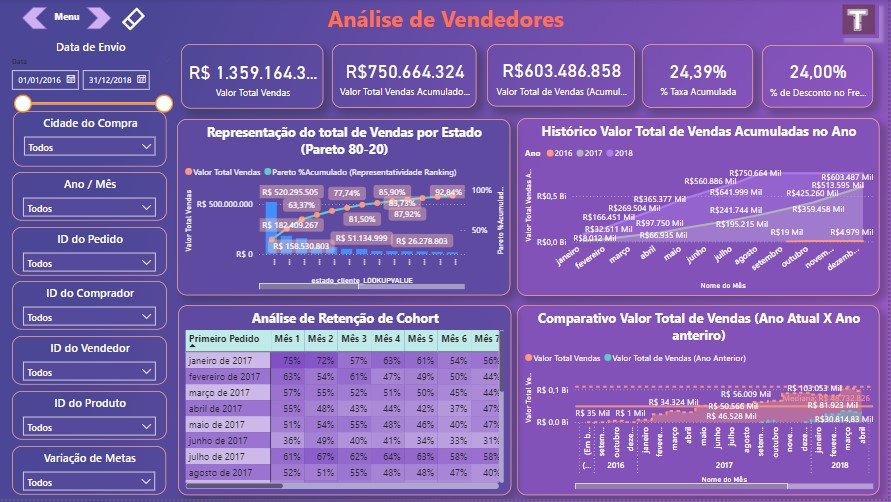 Menu
Análise de Vendedores
T
Data de Envio
Data
01/01/2016
31/12/2018
Cidade do Compra
Todos
Ano / Mês
Todos
ID do Pedido
Todos
ID do Comprador
Todos
ID do Vendedor
Todos
ID do Produto
Todos
Variação de Metas
Todos
R$ 1.359.164.3...
Valor Total Vendas
R$750.664.324
Valor Total Vendas Acumulado...
R$603.486.858
Valor Total de Vendas (Acumul...
24,39%
% Taxa Acumulada
24,00%
% de Desconto no Fre...
Representação do total de Vendas por Estado
(Pareto 80-20)
Valor Total Vendas Pareto %Acumulado (Representatividade Ranking)
Valor Total Vendas
Pareto %Acumulad...
R$ 500.000.000
R$ 0
100%
50%
R$ 520.295.505
77,74%
85,90%
92,84%
63,37%
83,73%
81,50%
87,92%
R$ 182.409.267
R$ 158.530.803
R$ 51.134.999
R$ 26.278.803
estado_cliente_LOOKUPVALUE
Histórico Valor Total de Vendas Acumuladas no Ano
Ano 2016 2017 2018
Valor Total Vendas A...
R$0,5 Bi
R$0,0 Bi
R$750.664 Mil
R$560.886 Mil
R$603.487 Mil
R$641.999 Mil
R$513.595 Mil
R$365.377 Mil
R$425.260 Mil
R$269.504 Mil
R$359.458 Mil
R$166.451 Mil
R$241.744 Mil
R$97.750 Mil
R$195.215 Mil
R$32.611 Mil
R$66.935 Mil
R$8.012 Mil
R$19 Mil
R$4.979 Mil
janeiro
fevereiro
março
abril
maio
junho
julho
agosto
setembro
outubro
novem...
dezemb...
Nome do Mês
Análise de Retenção de Cohort
Primeiro Pedido Mês 1 Mês 2 Mês 3 Mês 4 Mês 5 Mês 6 Mês 7
janeiro de 2017 75% 72% 57% 63% 61% 54% 56%
fevereiro de 2017 63% 54% 61% 47% 49% 50% 44%
março de 2017 57% 55% 52% 51% 50% 45% 44%
abril de 2017 55% 48% 43% 44% 42% 37% 47%
maio de 2017 51% 54% 55% 48% 46% 40% 47%
junho de 2017 36% 49% 40% 41% 34% 33% 31%
julho de 2017 61% 67% 62% 64% 63% 58% 58%
agosto de 2017 52% 51% 55% 48% 48% 47% 40%
Comparativo Valor Total de Vendas (Ano Atual X Ano
anteriro)
Valor Total Vendas Valor Total de Vendas (Ano Anterior)
Valor Total Ve...
R$ 0,1 Bi
R$ 0,0 Bi
R$ 103.053 Mil
R$ 56.009 Mil
R$ 34.324 Mil
R$ 50.566 Mil
R$ 81.923 Mil
R$ 46.528 Mil
R$ 35 Mil
R$ 1 Mil
R$30.814,83 Mil
(Em b...
setem...
outubro
deze...
janeiro
fevere...
março
abril
maio
junho
julho
agosto
setem...
outubro
nove...
deze...
janeiro
fevere...
março
abril
(...
2016
2017
2018
Nome do Mês